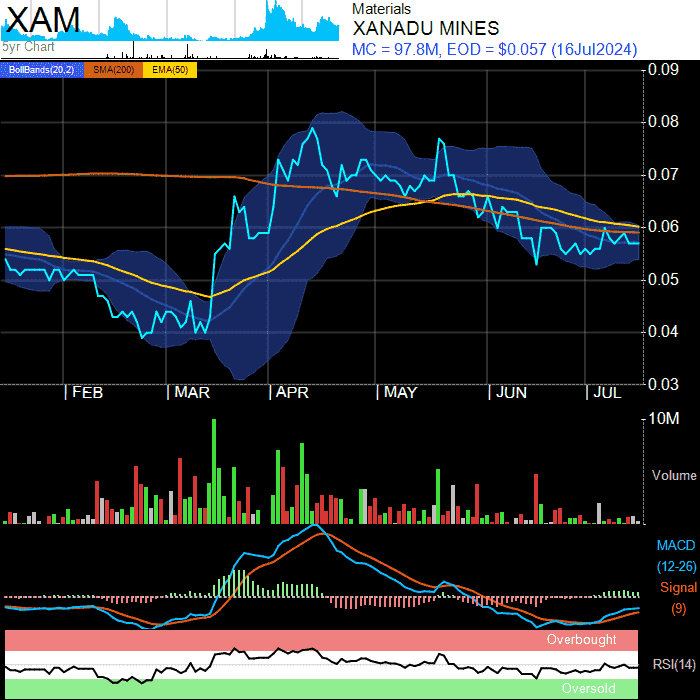 XAM
5yr Chart
Materials
XANADU MINES
MC = 97.8M, EOD = $0.057 (16Jul2024)
BollBands(20,2) SMA(200) EMA(50)
0.09
0.08
0.07
0.06
0.05
0.04
0.03
| FEB | MAR | APR | MAY | JUN | JUL
10M
Volume
MACD
(12-26)
Signal
(9)
Overbought
RSI(14)
Oversold